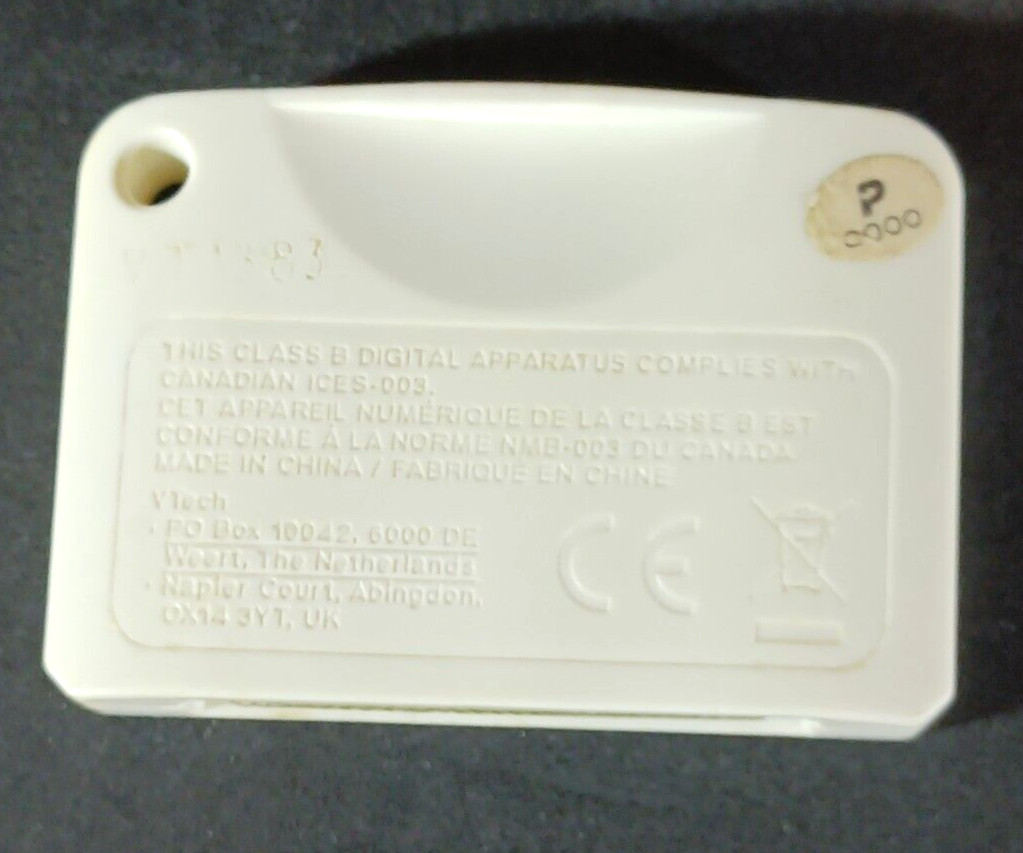 P
0000
83
THIS CLASS B DIGITAL APPARATUS COMPLIES WITH
CANADIAN ICES-003.
CET APPAREIL NUMÉRIQUE DE LA CLASSE B EST
CONFORME À LA NORME NMB-003 DU CANADA
MADE IN CHINA / FABRIQUÉ EN CHINE
VTech
· PO Box 10042, 6000 DE
Weert, The Netherlands
· Napier Court, Abingdon,
OX14 3YT, UK
CE